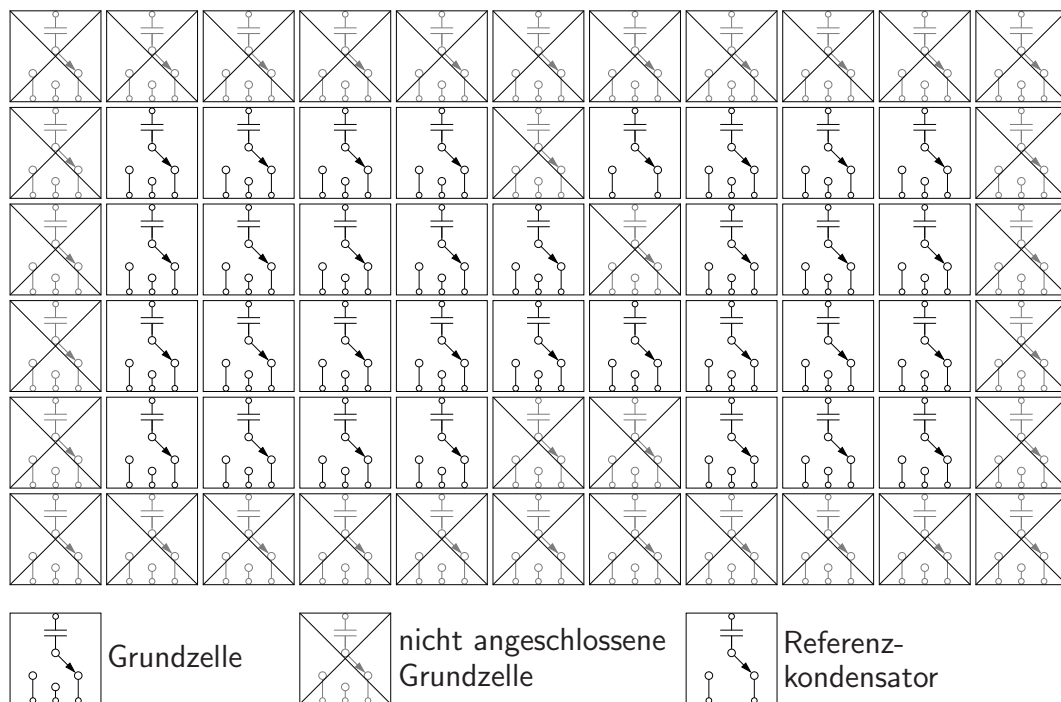 Grundzelle
nicht angeschlossene
Grundzelle
Referenz-
kondensator